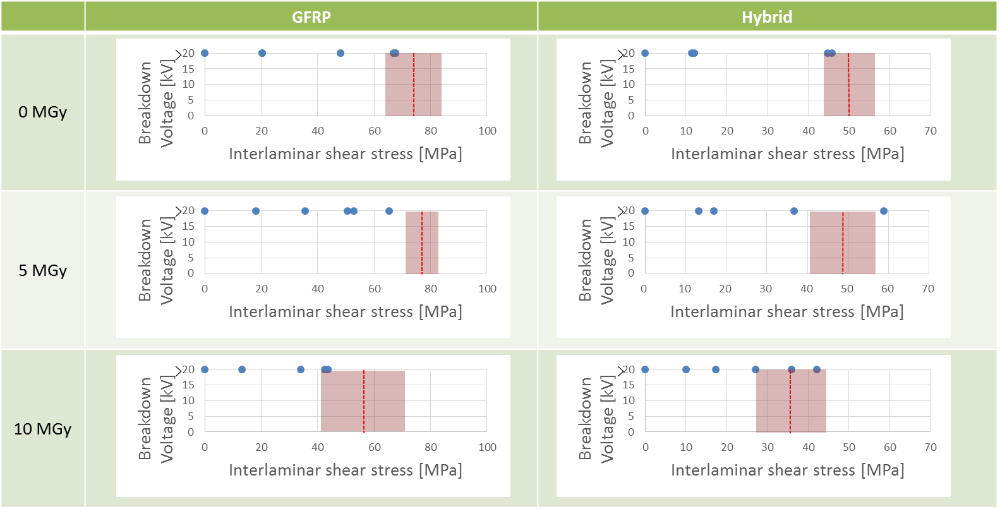 GFRP Hybrid
0 MGy
Breakdown
Voltage [kV]
>20
15
10
5
0
0 20 40 60 80 100
Interlaminar shear stress [MPa]
Breakdown
Voltage [kV]
>20
15
10
5
0
0 10 20 30 40 50 60 70
Interlaminar shear stress [MPa]
5 MGy
Breakdown
Voltage [kV]
>20
15
10
5
0
0 20 40 60 80 100
Interlaminar shear stress [MPa]
Breakdown
Voltage [kV]
>20
15
10
5
0
0 10 20 30 40 50 60 70
Interlaminar shear stress [MPa]
10 MGy
Breakdown
Voltage [kV]
>20
15
10
5
0
0 20 40 60 80 100
Interlaminar shear stress [MPa]
Breakdown
Voltage [kV]
>20
15
10
5
0
0 10 20 30 40 50 60 70
Interlaminar shear stress [MPa]